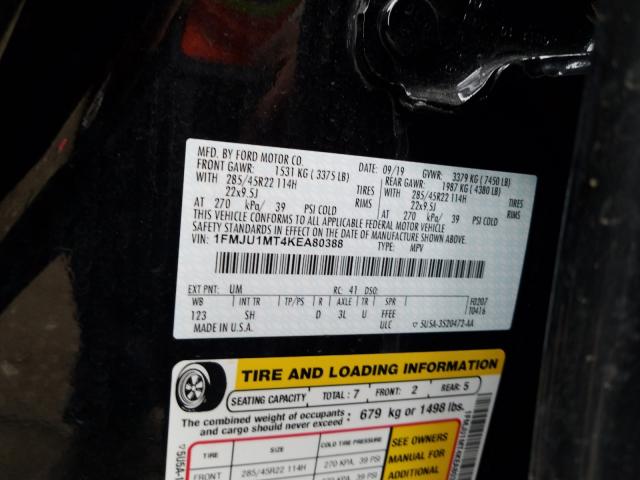 MFD. BY FORD MOTOR CO.
09/19 GVWR: 3379 KG ( 7450 LB)
FRONT GAWR: 1531 KG ( 3375 LB)
REAR GAWR: 1987 KG ( 4380 LB)
WITH 285/45R22 114H TIRES
WITH 285/45R22 114H TIRES
22x9.5J RIMS
22x9.5J RIMS
AT 270 kPa/ 39 PSI COLD
AT 270 kPa/ 39 PSI COLD
THIS VEHICLE CONFORMS TO ALL APPLICABLE FEDERAL MOTOR VEHICLE
SAFETY STANDARDS IN EFFECT ON THE DATE OF MANUFACTURE SHOWN ABOVE.
VIN: 1FMJU1MT4KEA80388
TYPE: MPV
EXT PNT: UM RC: 41 DSO:
WB INT TR TP/PS R AXLE TR SPR F0207
123 SH D 3L U FFEE T0416
MADE IN U.S.A. ULC 5U5A-3520472-AA
TIRE AND LOADING INFORMATION
SEATING CAPACITY TOTAL : 7 FRONT: 2 REAR: 5
The combined weight of occupants and cargo should never exceed : 679 kg or 1498 lbs.
TIRE SIZE COLD TIRE PRESSURE
FRONT 285/45R22 114H 270 KPA, 39 PSI
SEE OWNERS
MANUAL FOR
ADDITIONAL